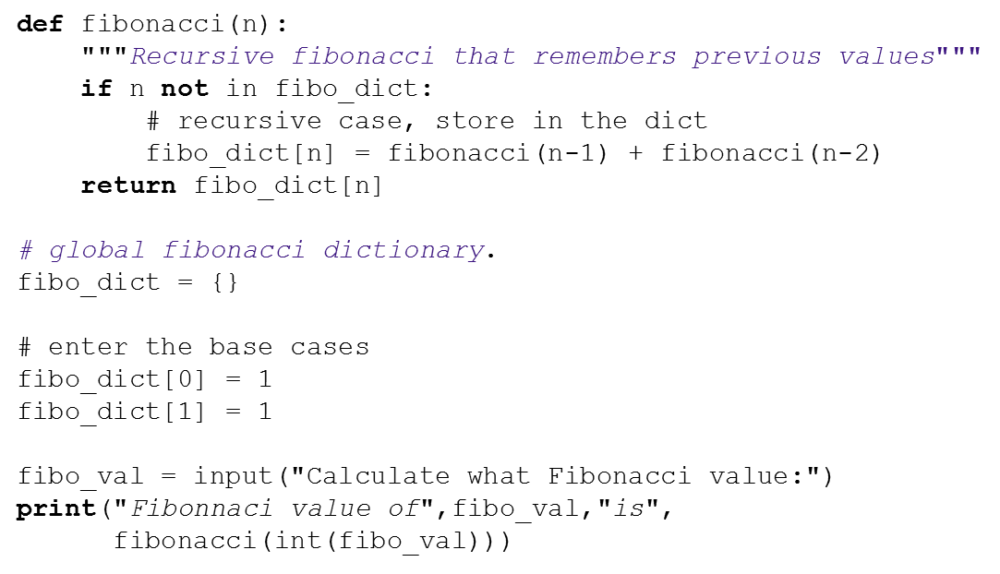 def fibonacci(n):
    """Recursive fibonacci that remembers previous values"""
    if n not in fibo_dict:
        # recursive case, store in the dict
        fibo_dict[n] = fibonacci(n-1) + fibonacci(n-2)
    return fibo_dict[n]

# global fibonacci dictionary.
fibo_dict = {}

# enter the base cases
fibo_dict[0] = 1
fibo_dict[1] = 1

fibo_val = input("Calculate what Fibonacci value:")
print("Fibonnaci value of",fibo_val,"is",
      fibonacci(int(fibo_val)))